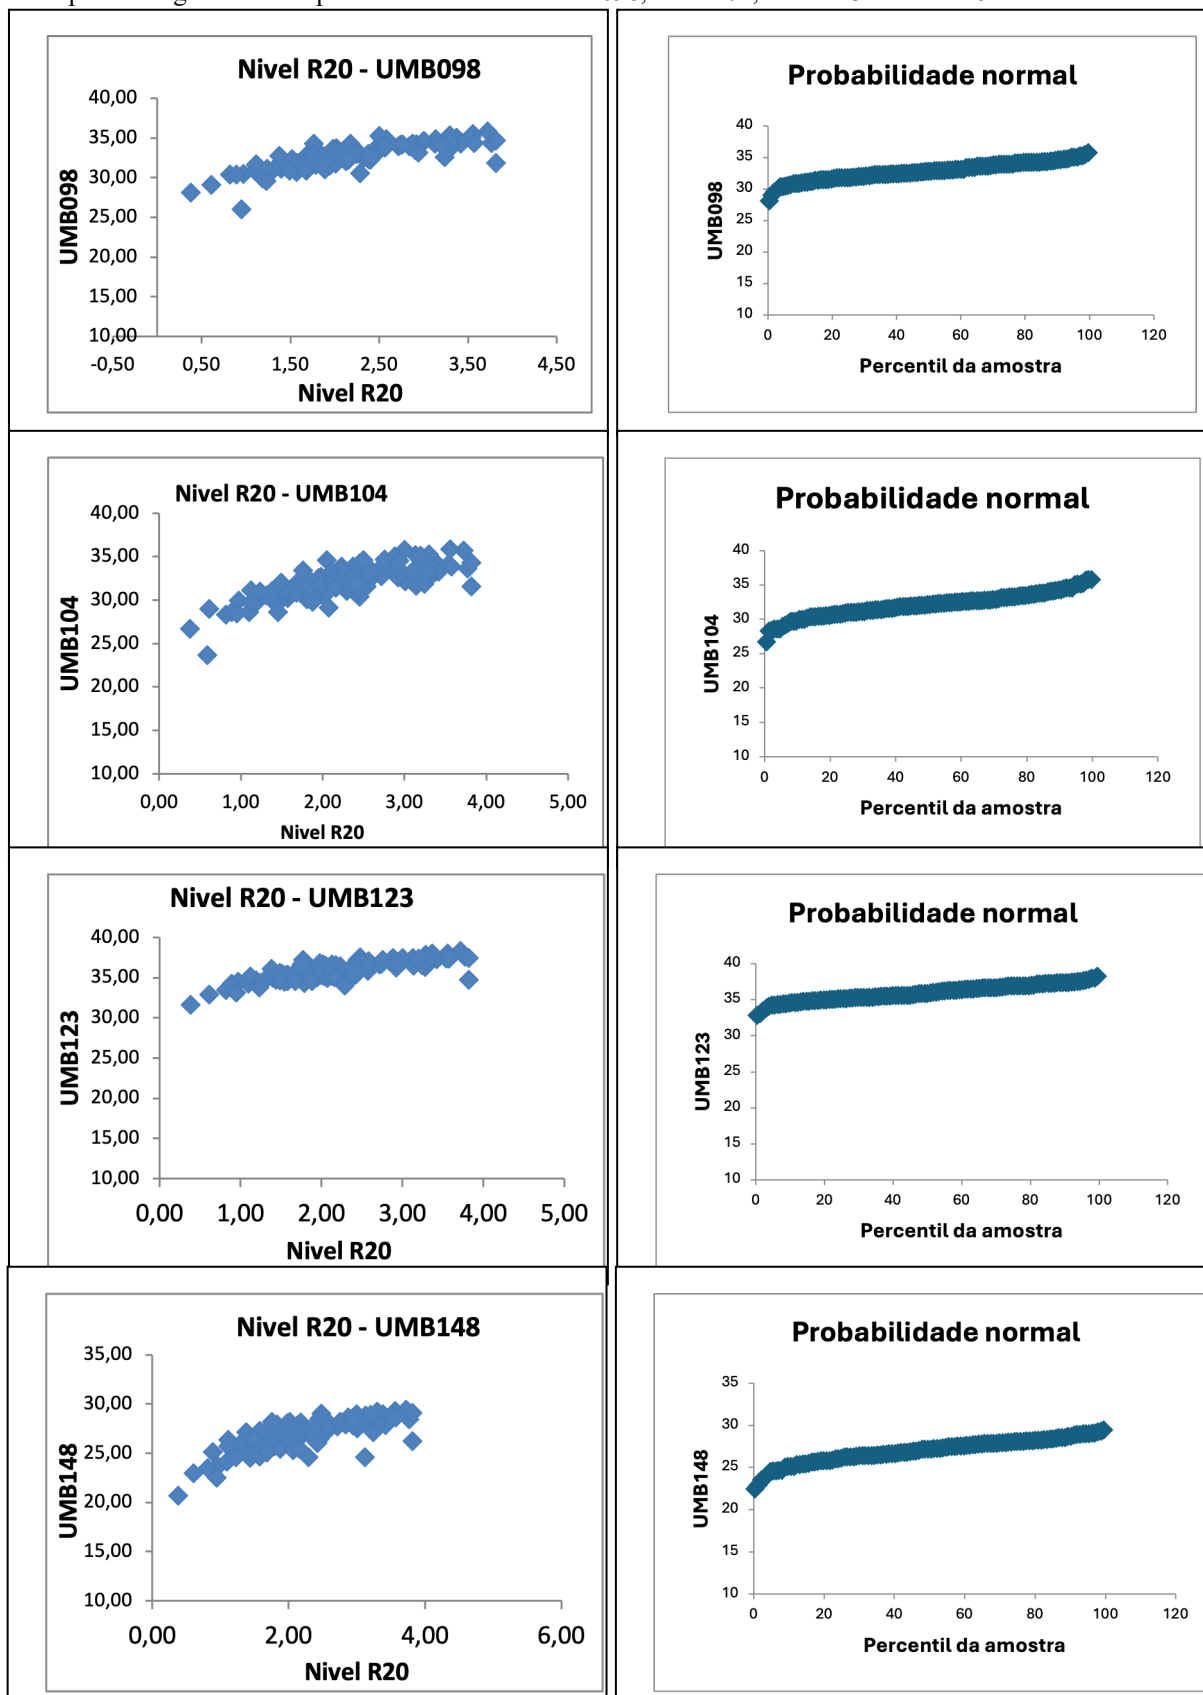 Nivel R20 - UMB098
40,00
35,00
30,00
25,00
20,00
15,00
10,00
-0,50 0,50 1,50 2,50 3,50 4,50
UMB098
Nivel R20
Probabilidade normal
40
35
30
25
20
15
10
0 20 40 60 80 100 120
UMB098
Percentil da amostra
Nivel R20 - UMB104
40,00
35,00
30,00
25,00
20,00
15,00
10,00
0,00 1,00 2,00 3,00 4,00 5,00
UMB104
Nivel R20
Probabilidade normal
40
35
30
25
20
15
10
0 20 40 60 80 100 120
UMB104
Percentil da amostra
Nivel R20 - UMB123
40,00
35,00
30,00
25,00
20,00
15,00
10,00
0,00 1,00 2,00 3,00 4,00 5,00
UMB123
Nivel R20
Probabilidade normal
40
35
30
25
20
15
10
0 20 40 60 80 100 120
UMB123
Percentil da amostra
Nivel R20 - UMB148
35,00
30,00
25,00
20,00
15,00
10,00
0,00 2,00 4,00 6,00
UMB148
Nivel R20
Probabilidade normal
35
30
25
20
15
10
0 20 40 60 80 100 120
UMB148
Percentil da amostra